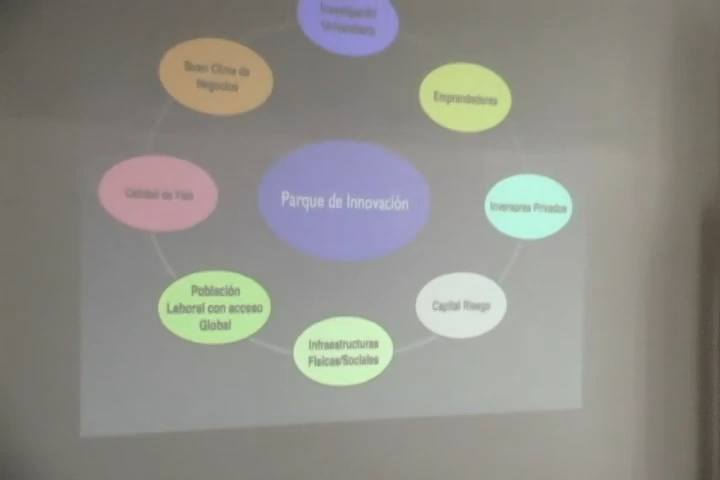 Investigación
Universitaria
Buen Clima de
Negocios
Emprendedores
Calidad de Vida
Parque de Innovación
Inversores Privados
Población
Laboral con acceso
Global
Capital Riesgo
Infraestructuras
Físicas/Sociales